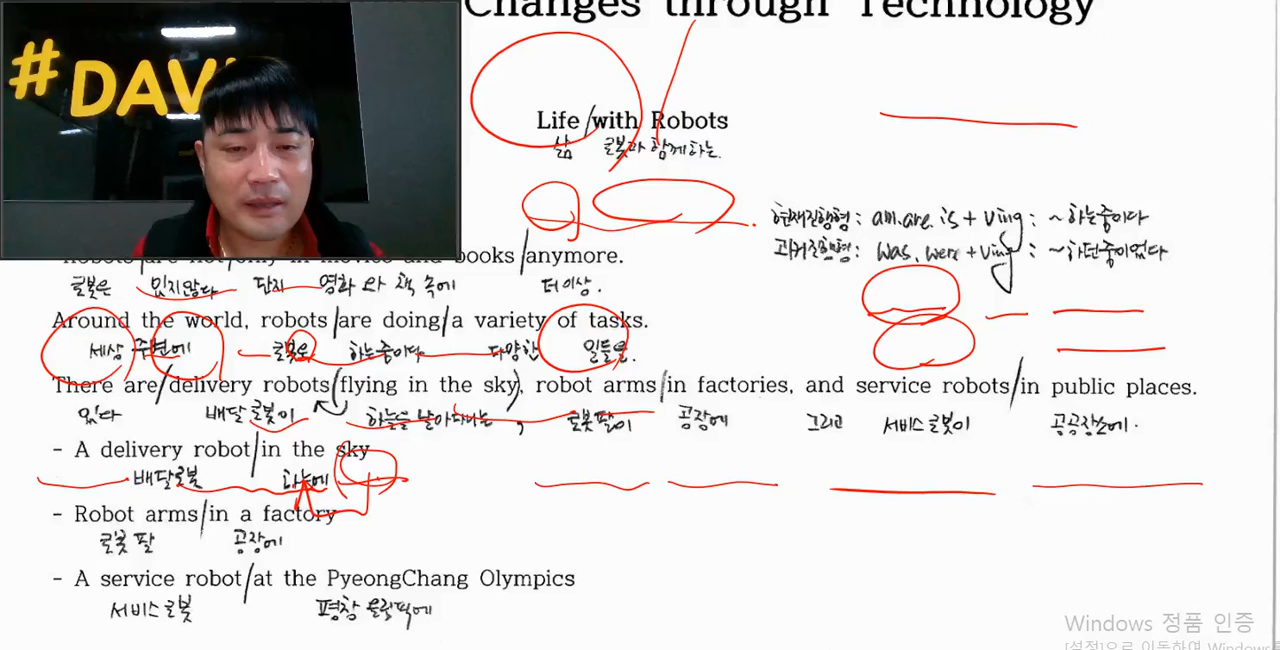 Changes through Technology
#DAV
Life/with Robots
삶 로봇과 함께하는.
현재진행형: am.are.is + Ving: ~하는중이다
과거진행형: was, were + Ving : ~하던중이었다
books/anymore.
로봇은 있지않다 단지 영화 와 책 속에 더이상.
Around the world, robots/are doing/a variety of tasks.
세상 주변에 로봇은 하는중이다 다양한 일들을.
There are/delivery robots(flying in the sky), robot arms/in factories, and service robots/in public places.
있다 배달로봇이 하늘을 날아다니는, 로봇팔이 공장에 그리고 서비스로봇이 공공장소에.
- A delivery robot/in the sky
배달로봇 하늘에
- Robot arms/in a factory
로봇 팔 공장에
- A service robot/at the PyeongChang Olympics
서비스로봇 평창 올림픽에
Windows 정품 인증